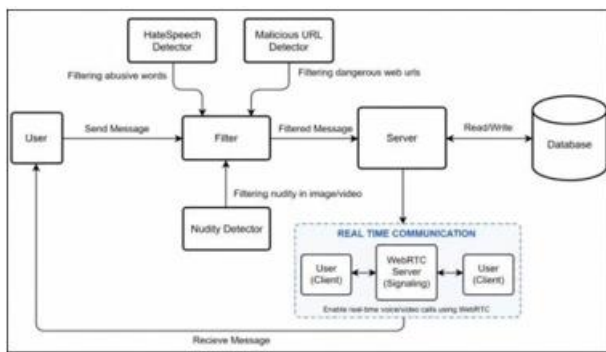 HateSpeech
Detector
Malicious URL
Detector
Filtering abusive words
Filtering dangerous web urls
User
Send Message
Filter
Filtered Message
Server
Read/Write
Database
Filtering nudity in image/video
Nudity Detector
REAL TIME COMMUNICATION
User
(Client)
WebRTC
Server
(Signaling)
User
(Client)
Enable real-time voice/video calls using WebRTC
Recieve Message